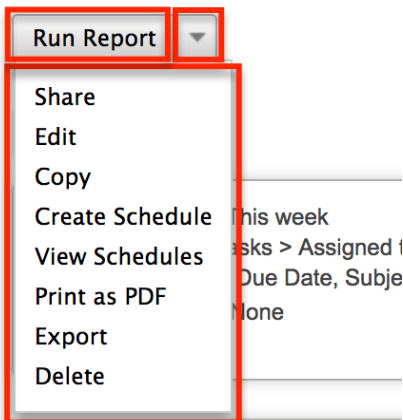 Run Report
Share
Edit
Copy
Create Schedule
This week
View Schedules
asks > Assigned t
Print as PDF
Due Date, Subje
Export
None
Delete